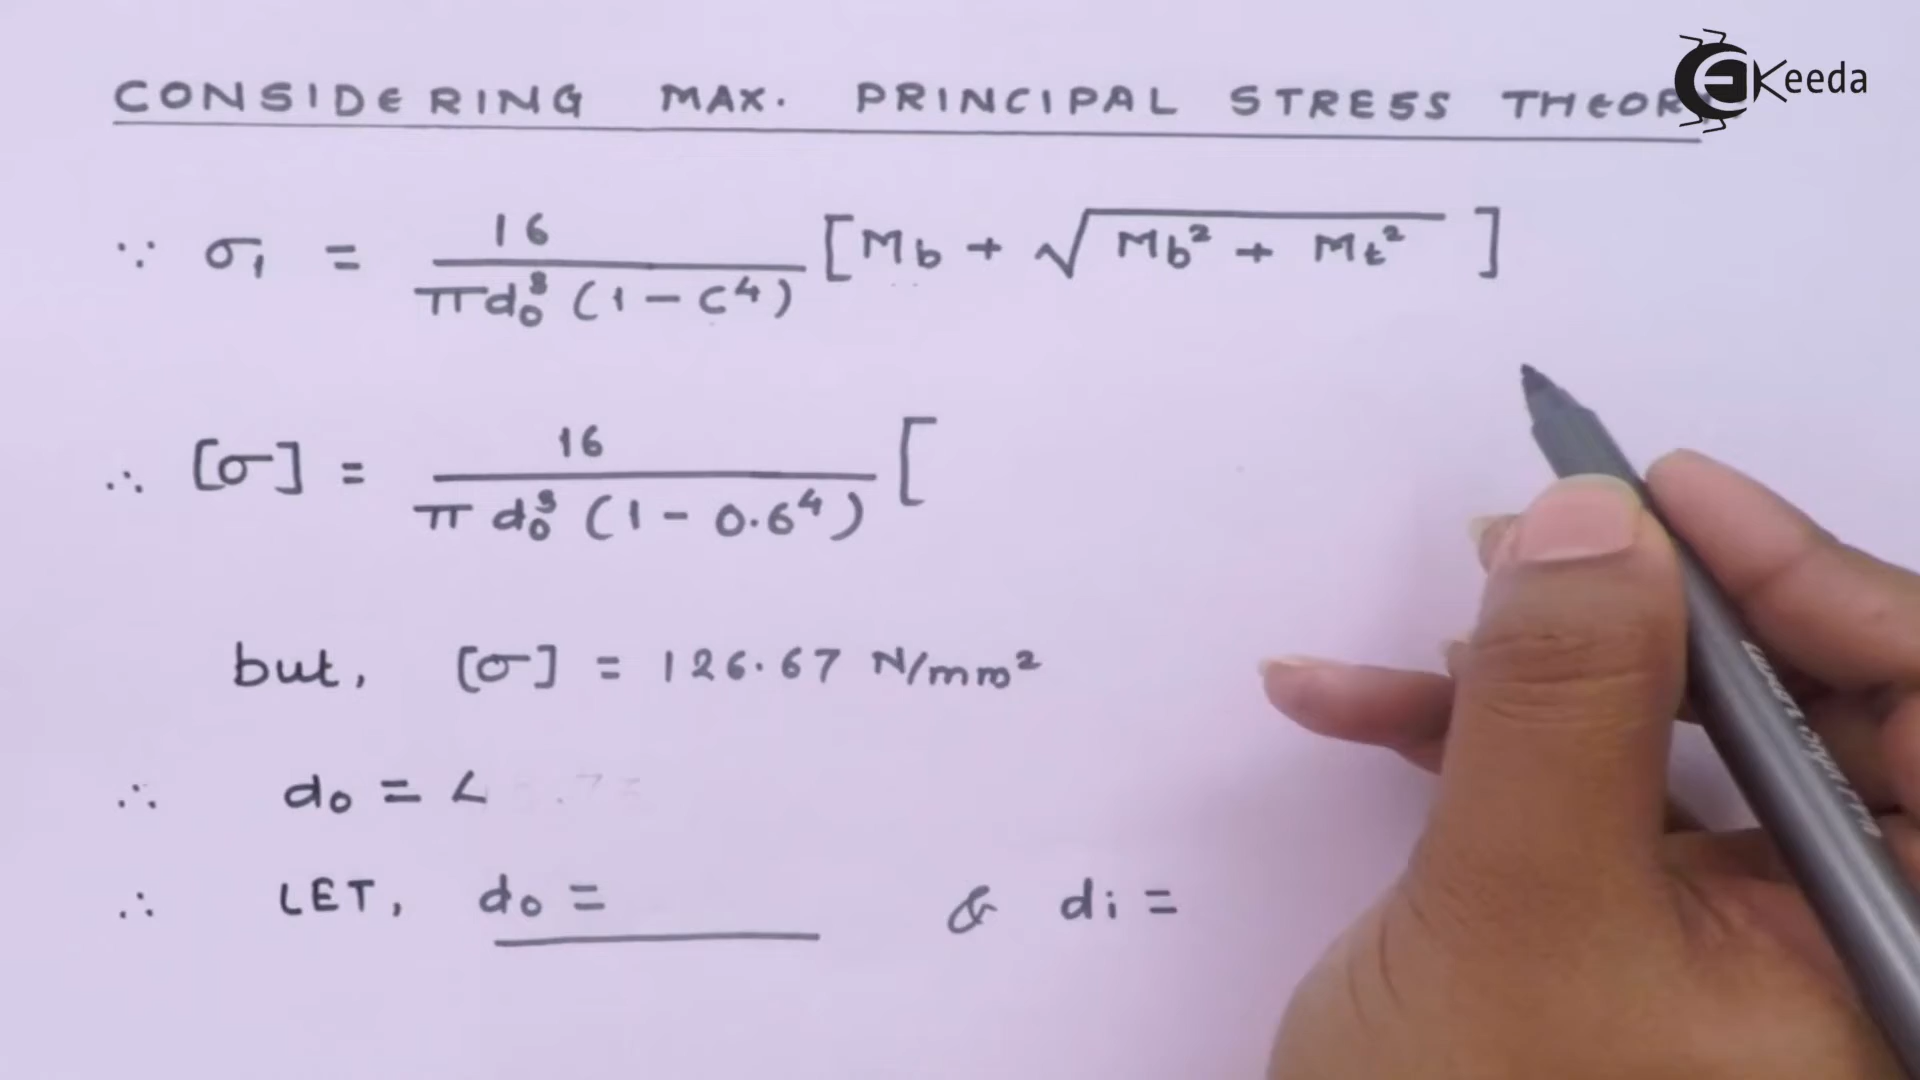 CONSIDERING MAX. PRINCIPAL STRESS THEOR
EKeeda
∵ σ₁ = 16 / πd₀³ (1 - C⁴) [Mb + √(Mb² + Mt²)]
∴ [σ] = 16 / π d₀³ (1 - 0.6⁴) [
but, [σ] = 126.67 N/mm²
∴ d₀ =
∴ LET, d₀ = & di =